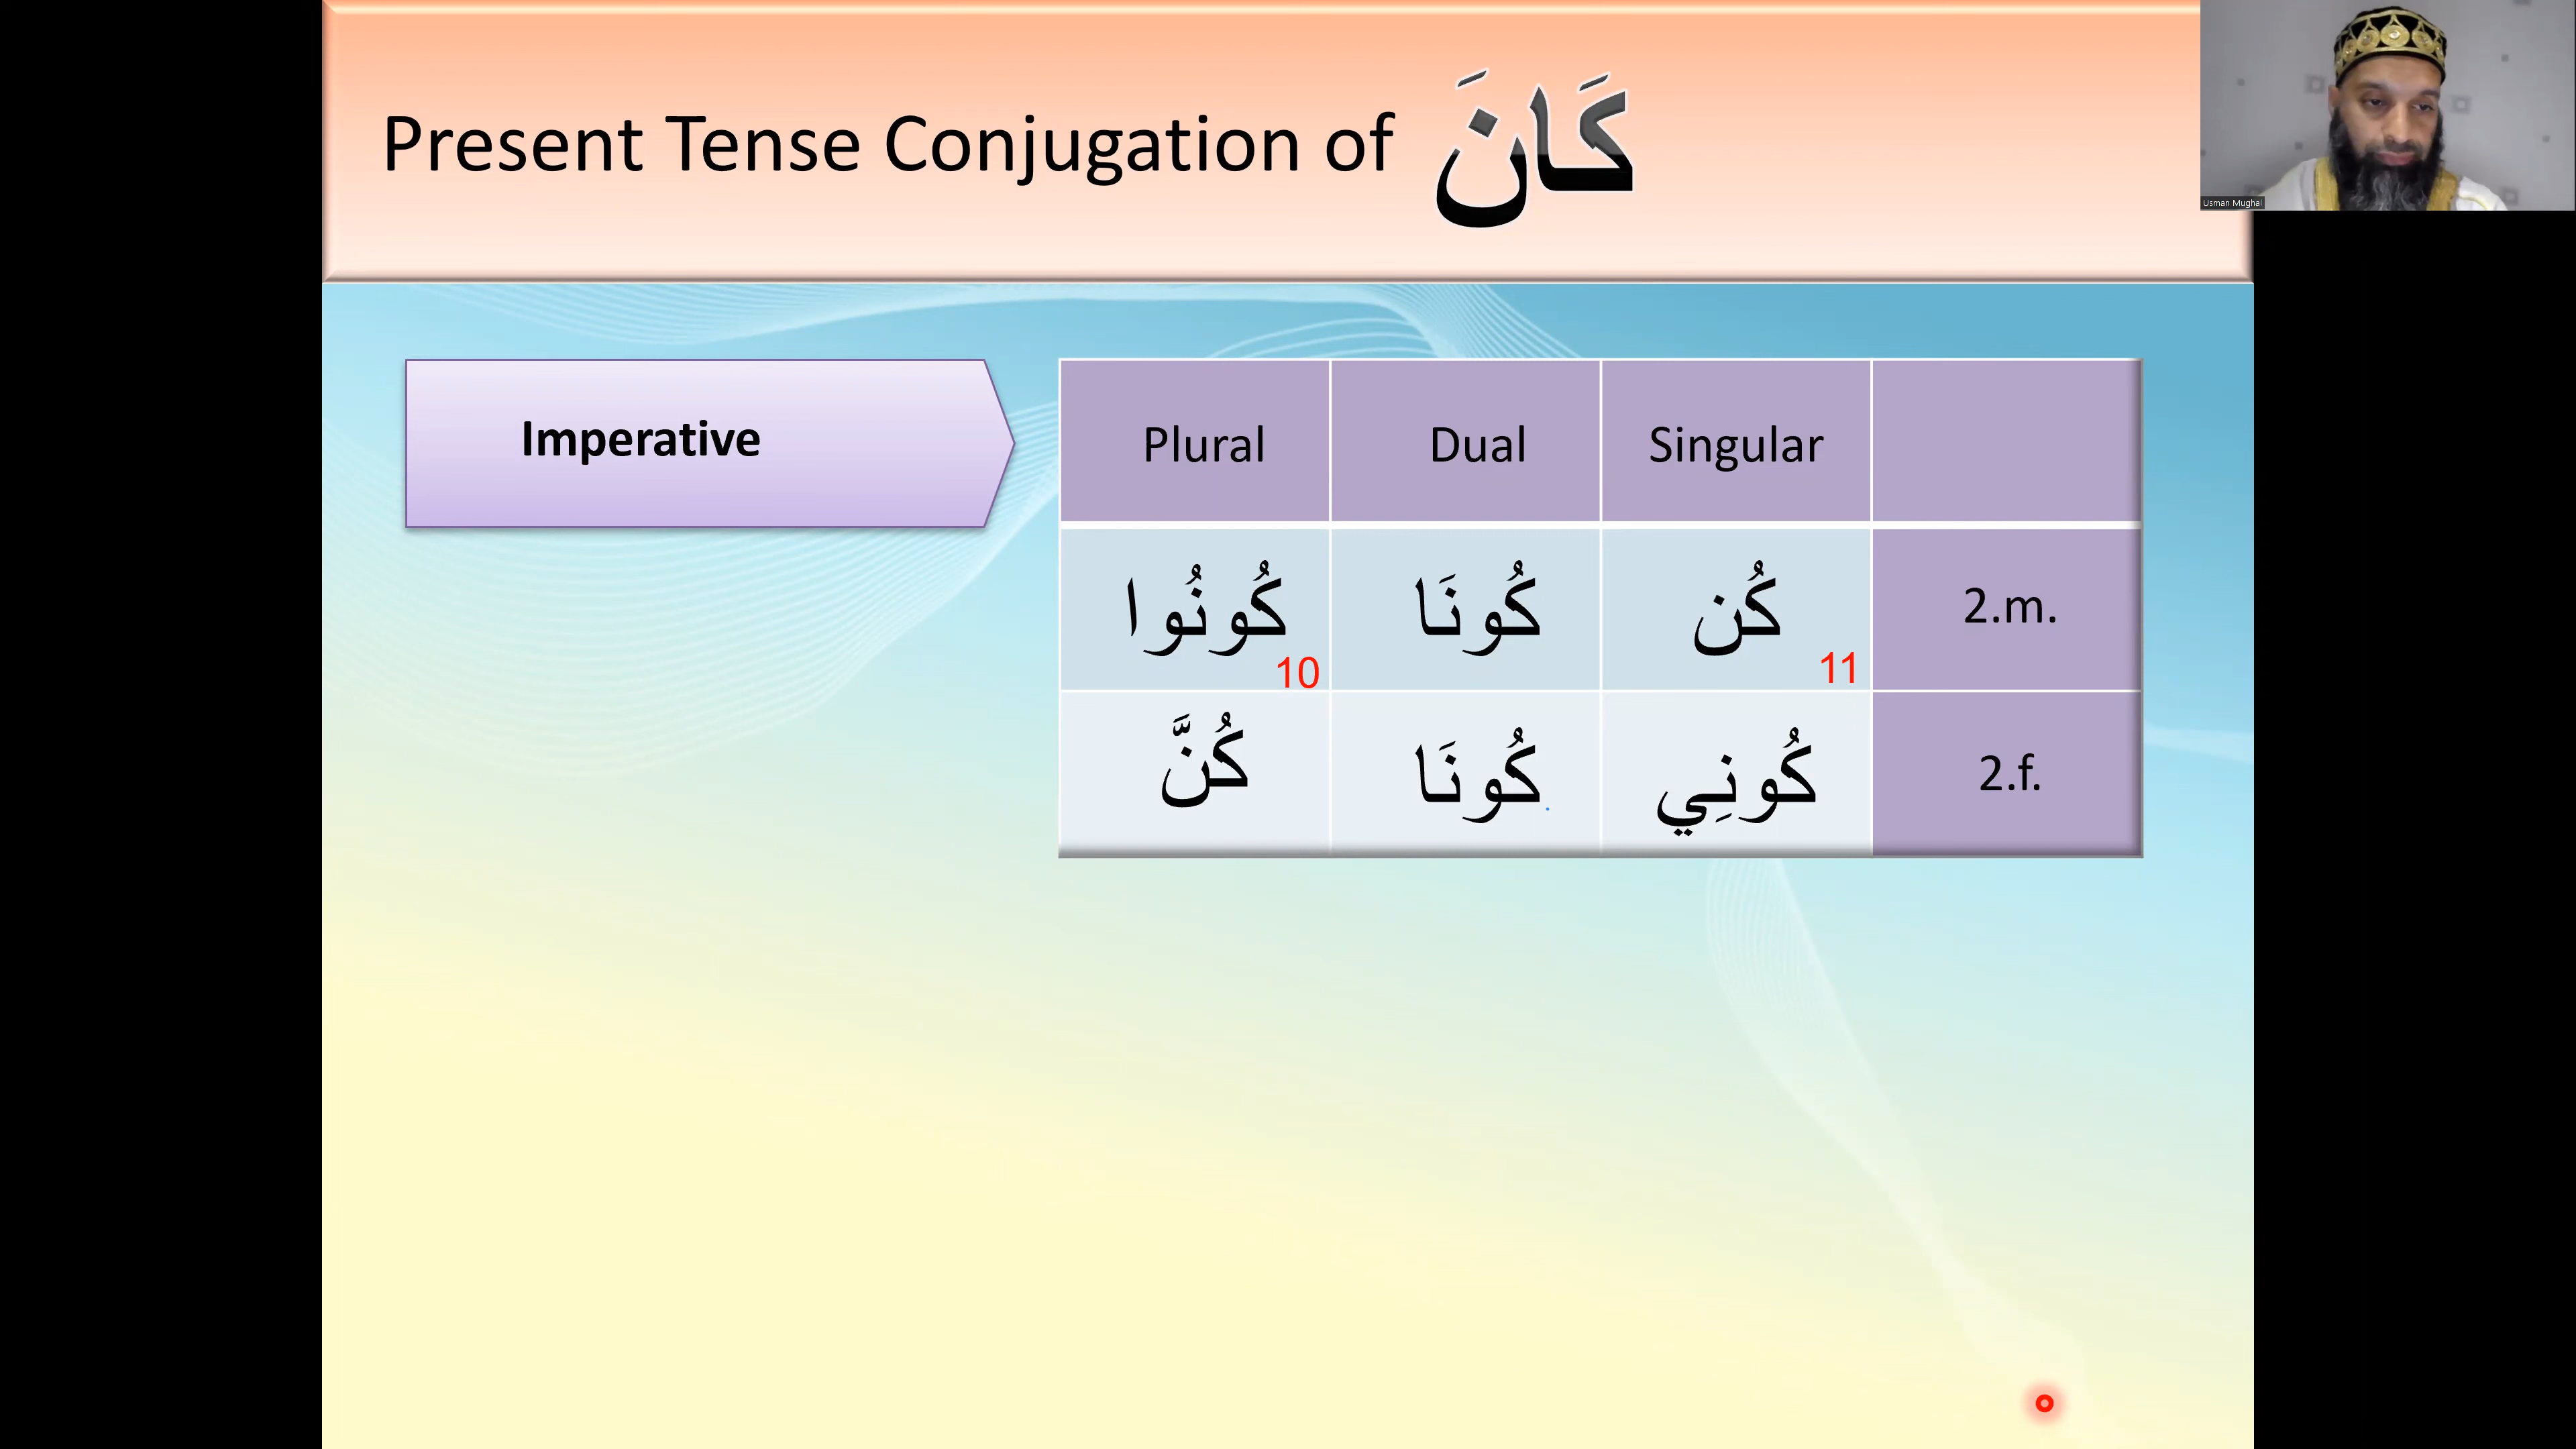 Present Tense Conjugation of كَانَ
Usman Mughal
Imperative
Plural Dual Singular
كُونُوا كُونَا كُن 2.m.
10 11
كُنَّ كُونَا كُونِي 2.f.